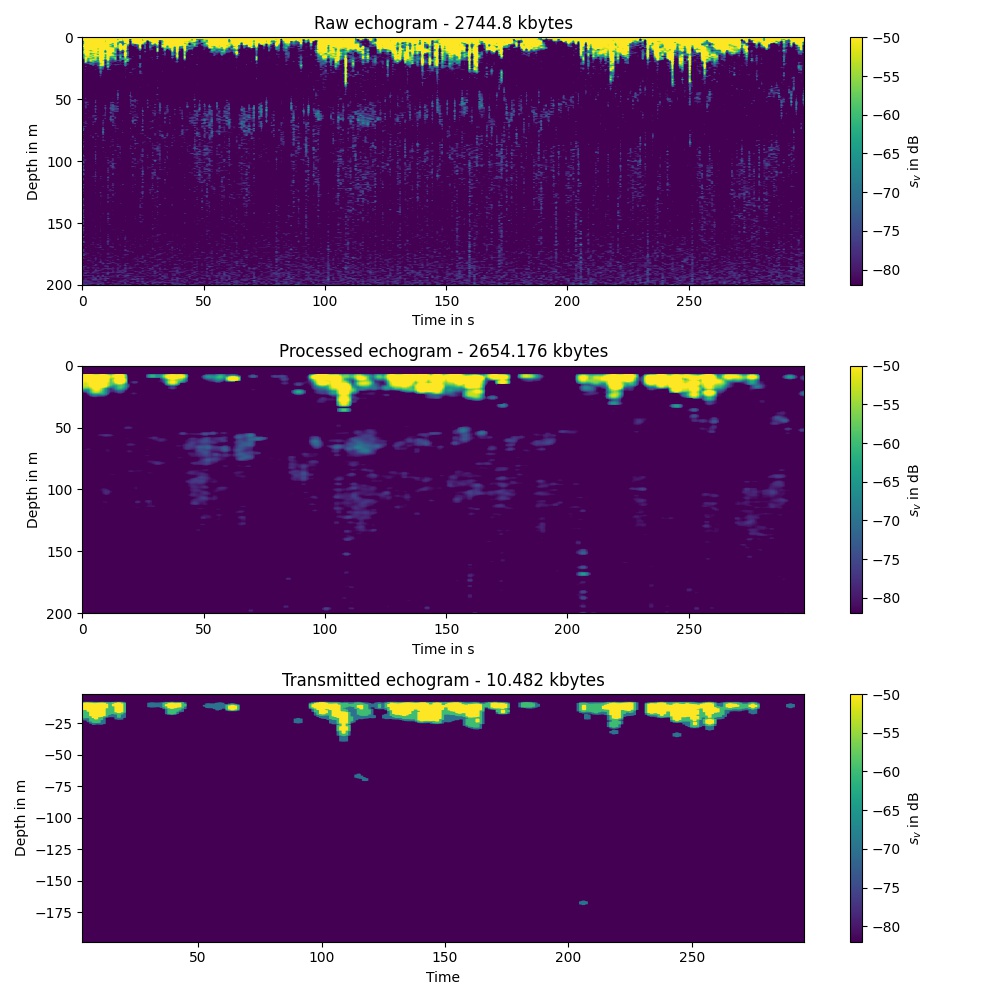 Raw echogram - 2744.8 kbytes
0
50
100
150
200
Depth in m
0 50 100 150 200 250
Time in s
−50
−55
−60
−65
−70
−75
−80
s_v in dB
Processed echogram - 2654.176 kbytes
0
50
100
150
200
Depth in m
0 50 100 150 200 250
Time in s
−50
−55
−60
−65
−70
−75
−80
s_v in dB
Transmitted echogram - 10.482 kbytes
−25
−50
−75
−100
−125
−150
−175
Depth in m
50 100 150 200 250
Time
−50
−55
−60
−65
−70
−75
−80
s_v in dB